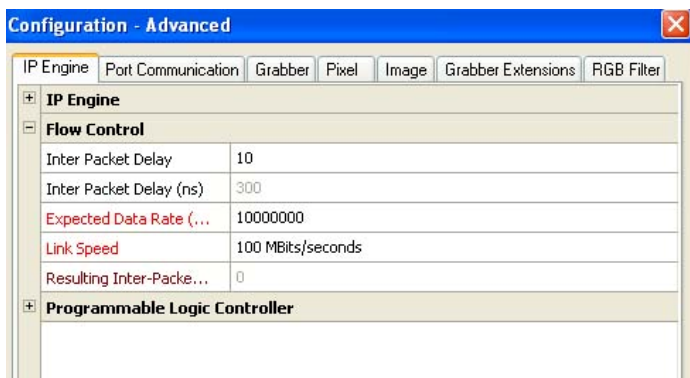 Configuration - Advanced
IP Engine Port Communication Grabber Pixel Image Grabber Extensions RGB Filter
IP Engine
Flow Control
Inter Packet Delay 10
Inter Packet Delay (ns) 300
Expected Data Rate (... 10000000
Link Speed 100 MBits/seconds
Resulting Inter-Packe... 0
Programmable Logic Controller